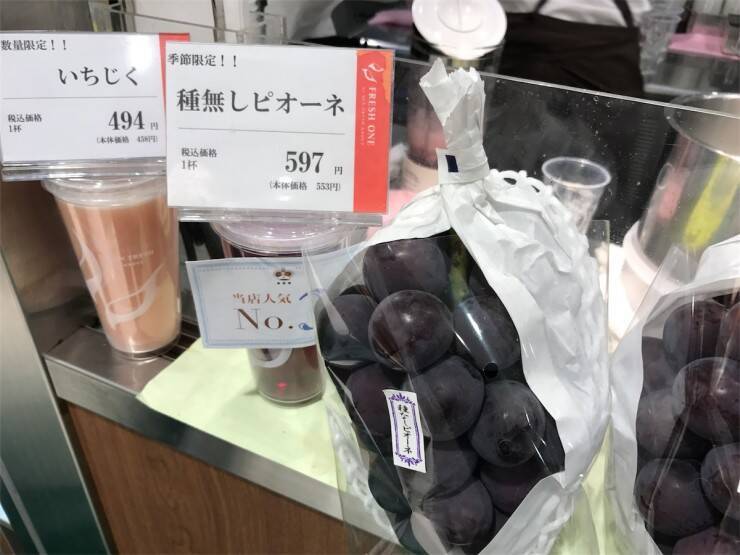 数量限定!!
いちじく
税込価格
1杯
494円
(本体価格 458円)
季節限定!!
種無しピオーネ
税込価格
1杯
597円
(本体価格 553円)
FRESH ONE
当店人気
No.
種なしピオーネ